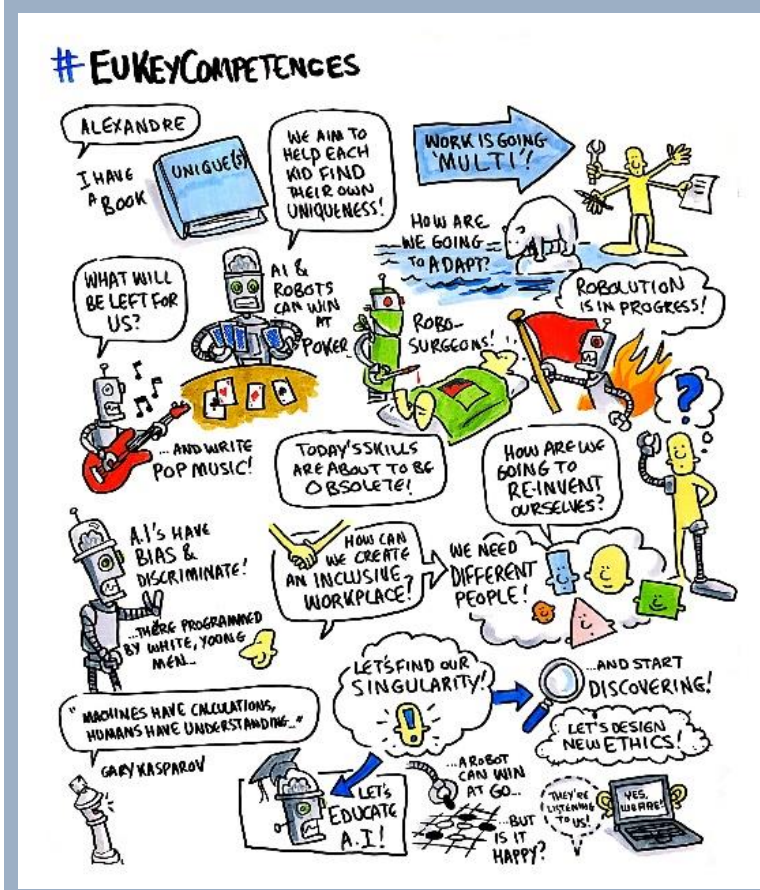 # EUKEYCOMPETENCES
ALEXANDRE
I HAVE
A
BOOK
UNIQUE(S)
WE AIM TO
HELP EACH
KID FIND
THEIR OWN
UNIQUENESS!
WORK IS GOING
'MULTI'!
HOW ARE
WE GOING
TO ADAPT?
WHAT WILL
BE LEFT FOR
US?
AI &
ROBOTS
CAN WIN
AT
POKER...
ROBO-
SURGEONS!
ROBOLUTION
IS IN PROGRESS!
...AND WRITE
POP MUSIC!
TODAY'S SKILLS
ARE ABOUT TO BE
OBSOLETE!
HOW ARE WE
GOING TO
RE-INVENT
OURSELVES?
?
A.I'S HAVE
BIAS &
DISCRIMINATE!
...THERE PROGRAMMED
BY WHITE, YOUNG
MEN...
HOW CAN
WE CREATE
AN INCLUSIVE
WORKPLACE?
WE NEED
DIFFERENT
PEOPLE!
"MACHINES HAVE CALCULATIONS,
HUMANS HAVE UNDERSTANDING..."
GARY KASPAROV
LET'S FIND OUR
SINGULARITY!
!
...AND START
DISCOVERING!
LET'S DESIGN
NEW ETHICS!
LET'S
EDUCATE
A.I!
...A ROBOT
CAN WIN
AT GO...
...BUT
IS IT
HAPPY?
THEY'RE
LISTENING
TO US!
YES,
WE ARE!